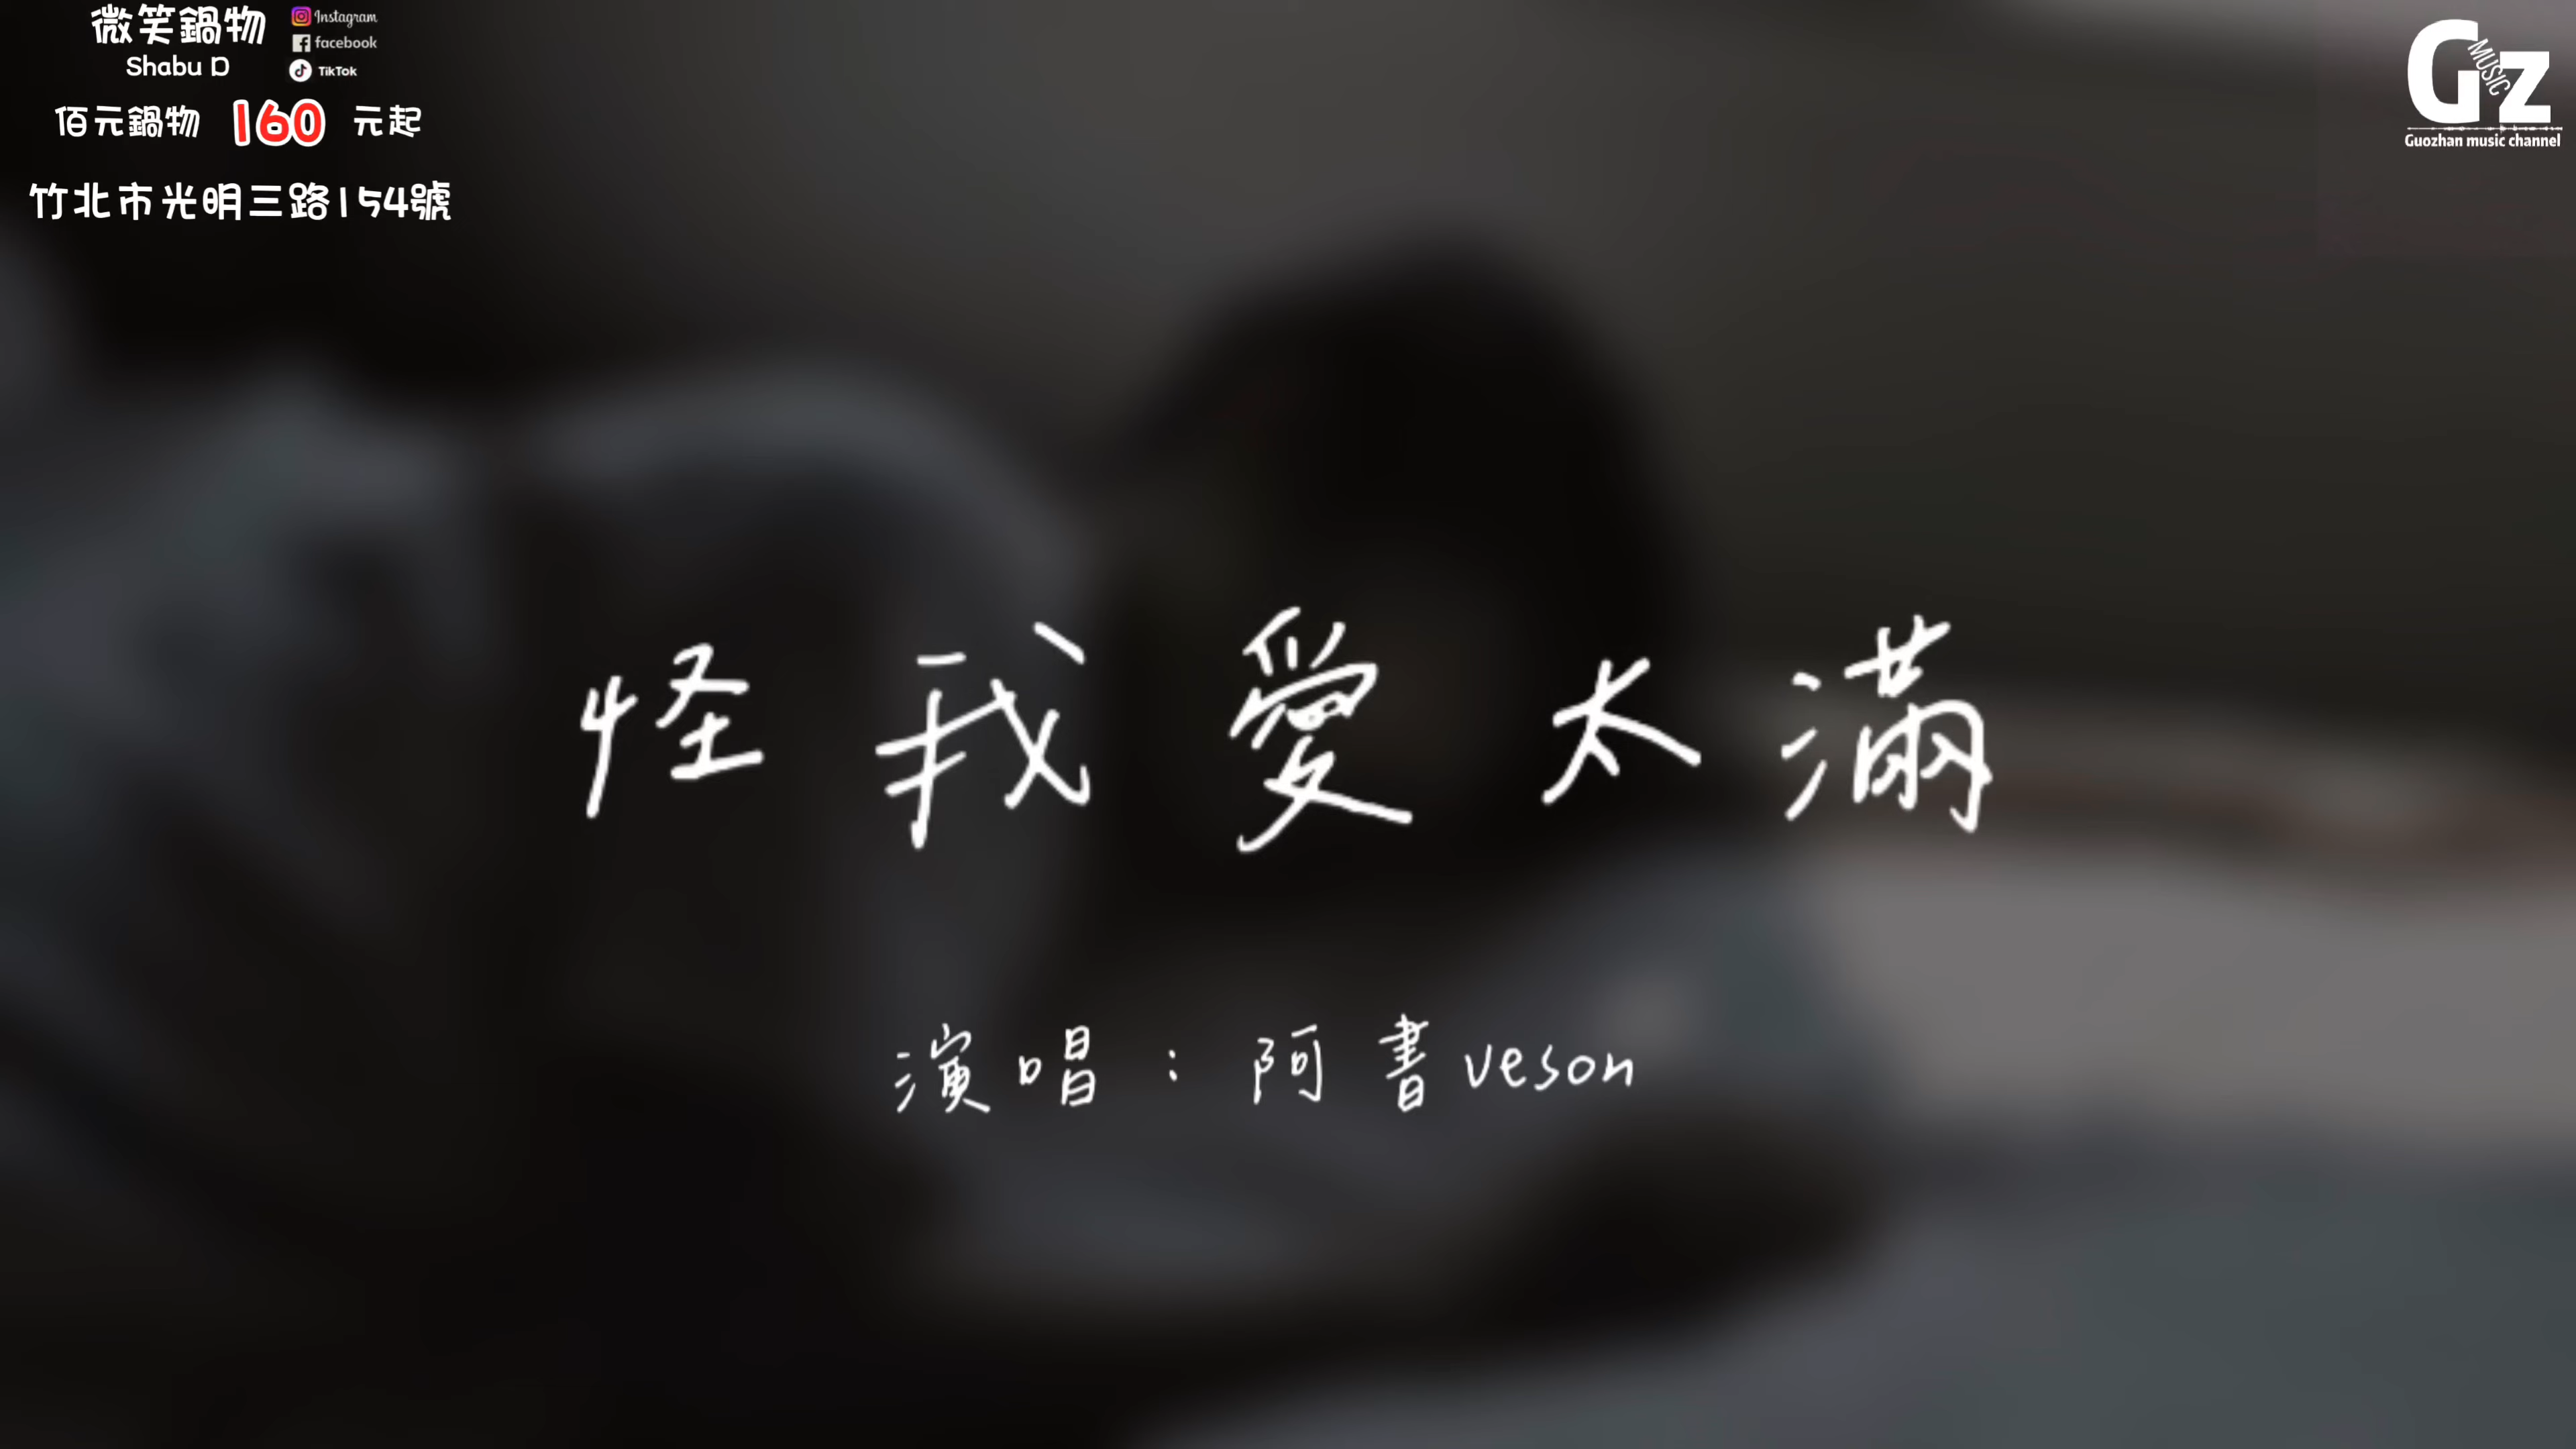 微笑鍋物
Shabu D
Instagram
facebook
TikTok
佰元鍋物 160 元起
竹北市光明三路154號
Gz
MUSIC
Guozhan music channel
怪我愛太滿
演唱：阿書veson